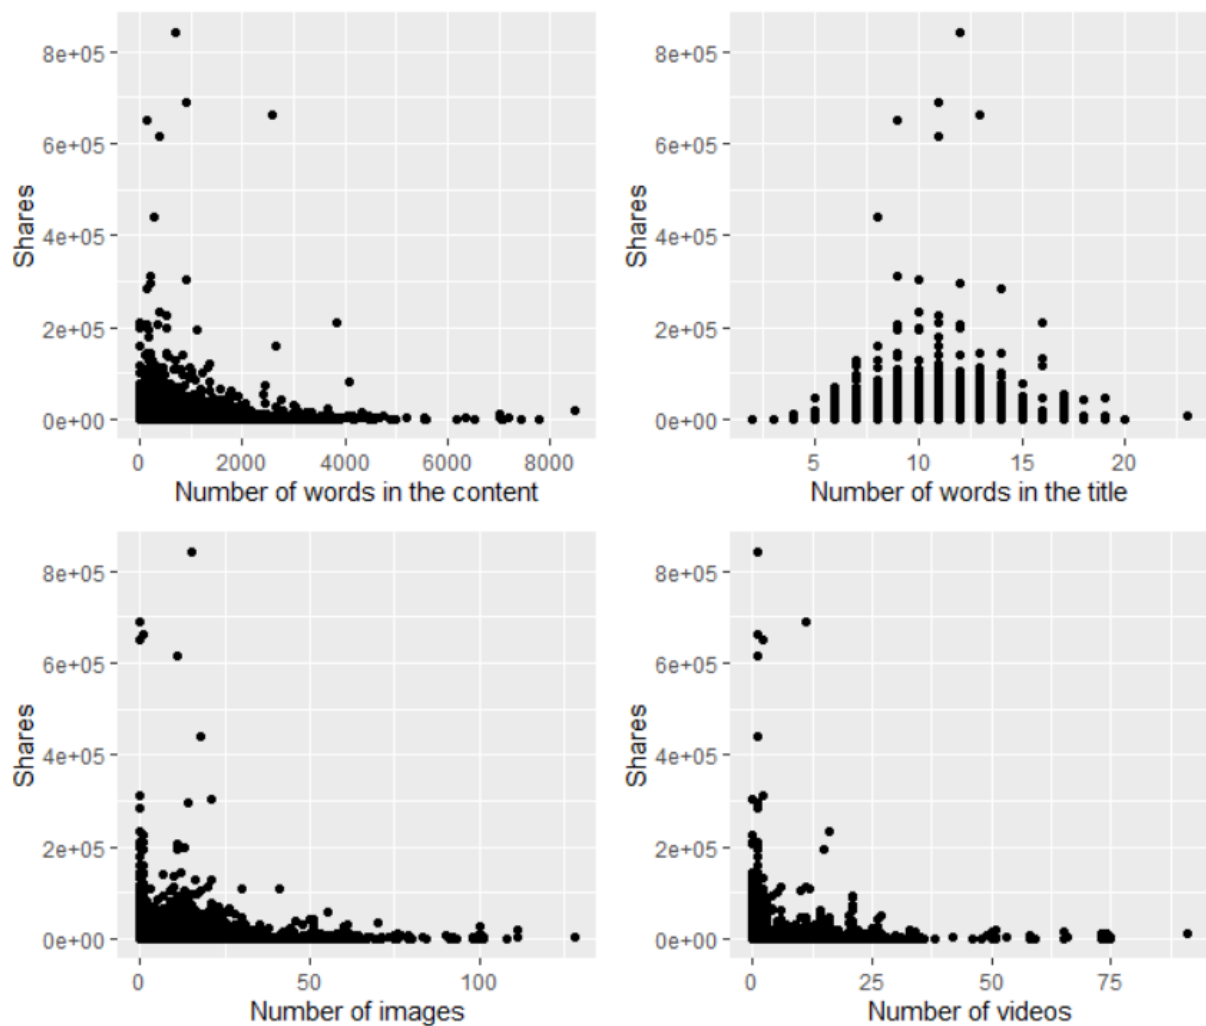 8e+05
6e+05
4e+05
2e+05
0e+00
Shares
0 2000 4000 6000 8000
Number of words in the content
8e+05
6e+05
4e+05
2e+05
0e+00
Shares
5 10 15 20
Number of words in the title
8e+05
6e+05
4e+05
2e+05
0e+00
Shares
0 50 100
Number of images
8e+05
6e+05
4e+05
2e+05
0e+00
Shares
0 25 50 75
Number of videos